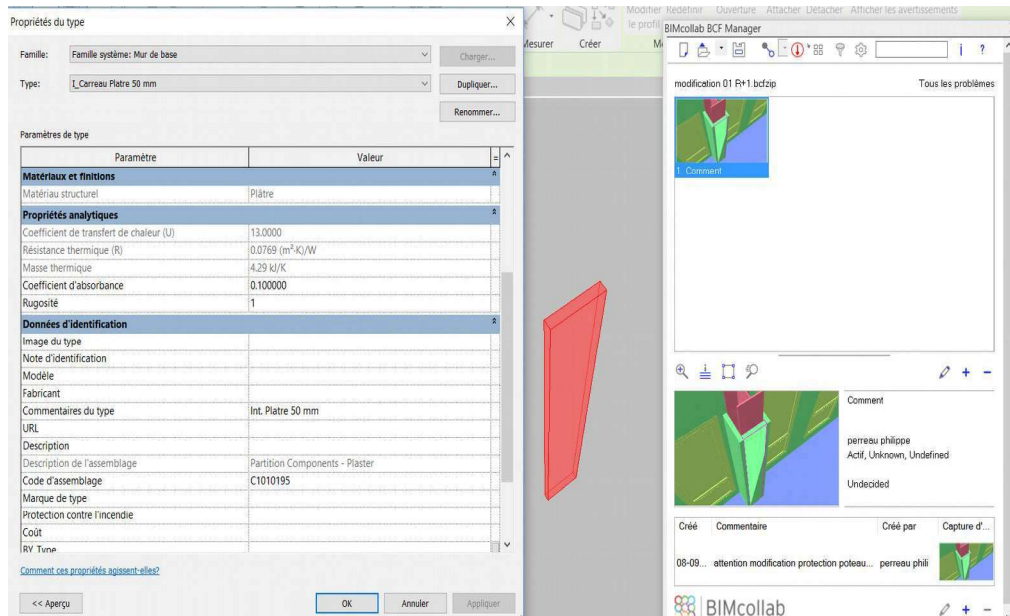 Propriétés du type
Famille: Famille système: Mur de base Charger...
Type: I_Carreau Platre 50 mm Dupliquer...
Renommer...
Paramètres de type
Paramètre Valeur =
Matériaux et finitions
Matériau structurel Plâtre
Propriétés analytiques
Coefficient de transfert de chaleur (U) 13.0000
Résistance thermique (R) 0.0769 (m²·K)/W
Masse thermique 4.29 kJ/K
Coefficient d'absorbance 0.100000
Rugosité 1
Données d'identification
Image du type
Note d'identification
Modèle
Fabricant
Commentaires du type Int. Platre 50 mm
URL
Description
Description de l'assemblage Partition Components - Plaster
Code d'assemblage C1010195
Marque de type
Protection contre l'incendie
Coût
BY Type
Comment ces propriétés agissent-elles?
<< Aperçu OK Annuler Appliquer
Modifier Redéfinir Ouverture Attacher Détacher Afficher les avertissements
le profil
Mesurer Créer
BIMcollab BCF Manager
i ?
modification 01 R+1.bcfzip Tous les problèmes
1 Comment
Comment
perreau philippe
Actif, Unknown, Undefined
Undecided
Créé Commentaire Créé par Capture d'...
08-09... attention modification protection poteau... perreau phili
BIMcollab